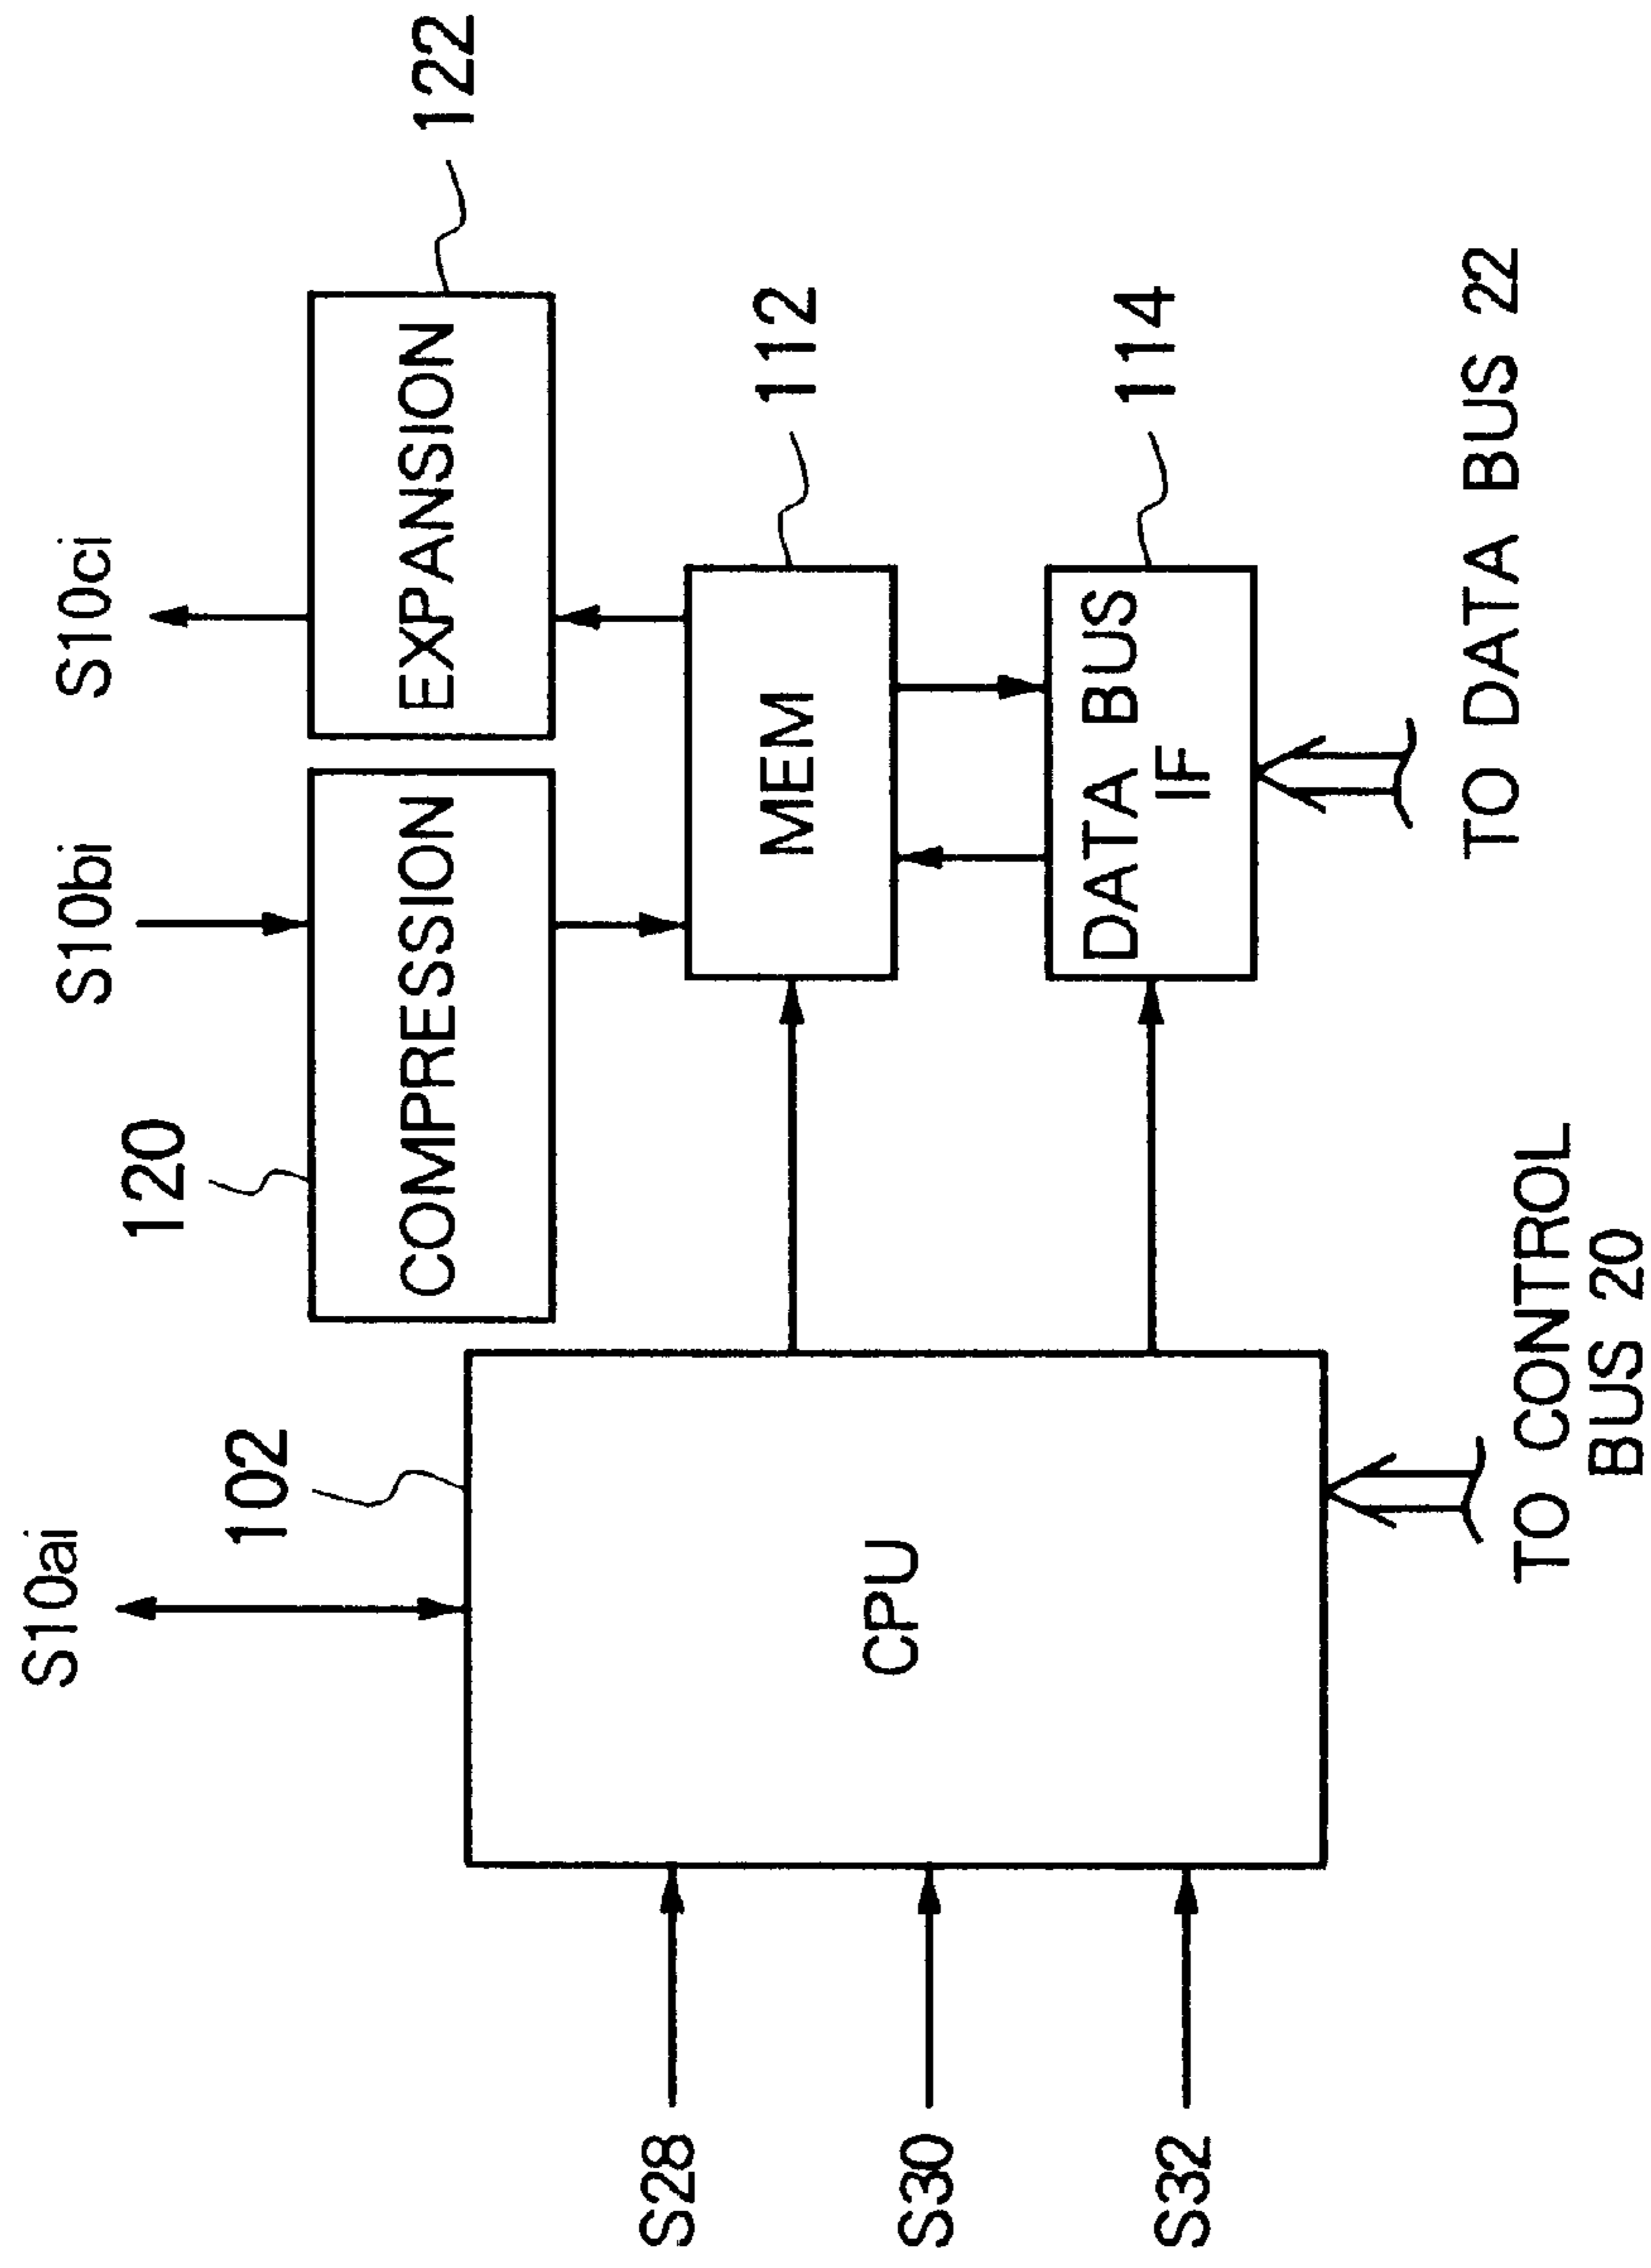 S10ai
S10bi
S10ci
102
120
122
COMPRESSION
EXPANSION
S28
S30
S32
CPU
MEM
112
DATA BUS
IF
114
TO CONTROL
BUS 20
TO DATA BUS 22